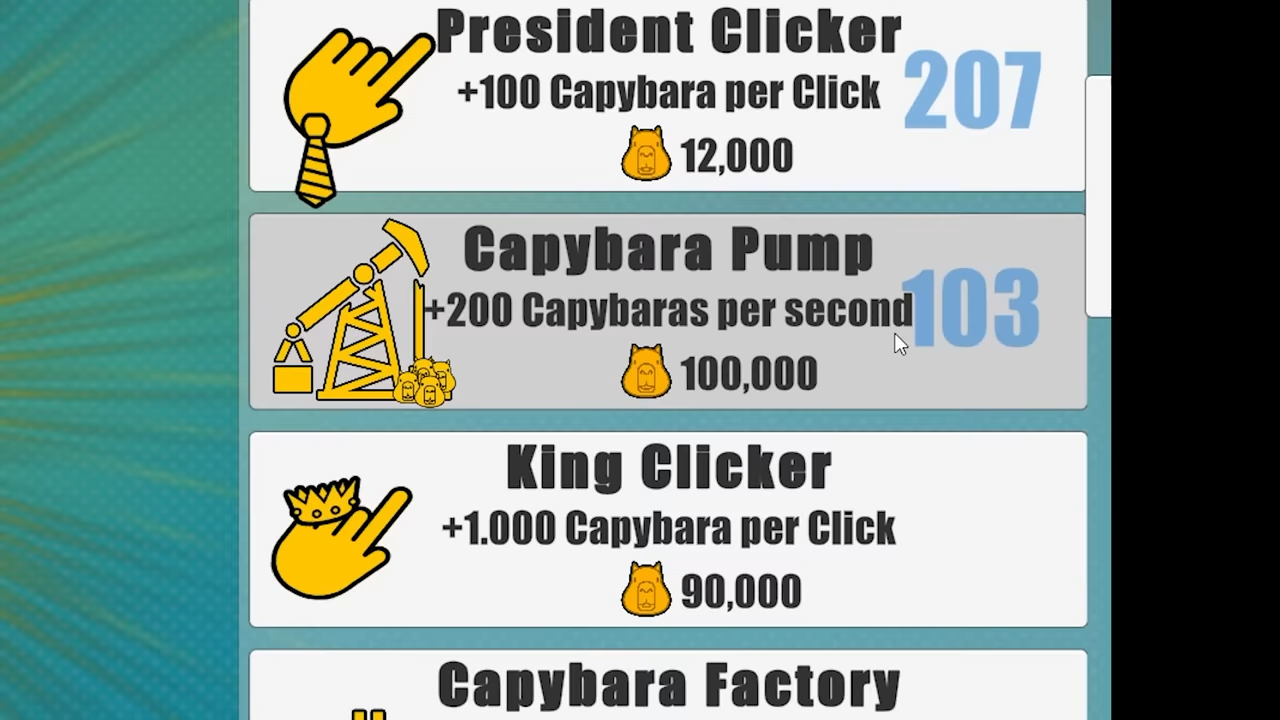 President Clicker
+100 Capybara per Click
207
12,000
Capybara Pump
+200 Capybaras per second
103
100,000
King Clicker
+1.000 Capybara per Click
90,000
Capybara Factory